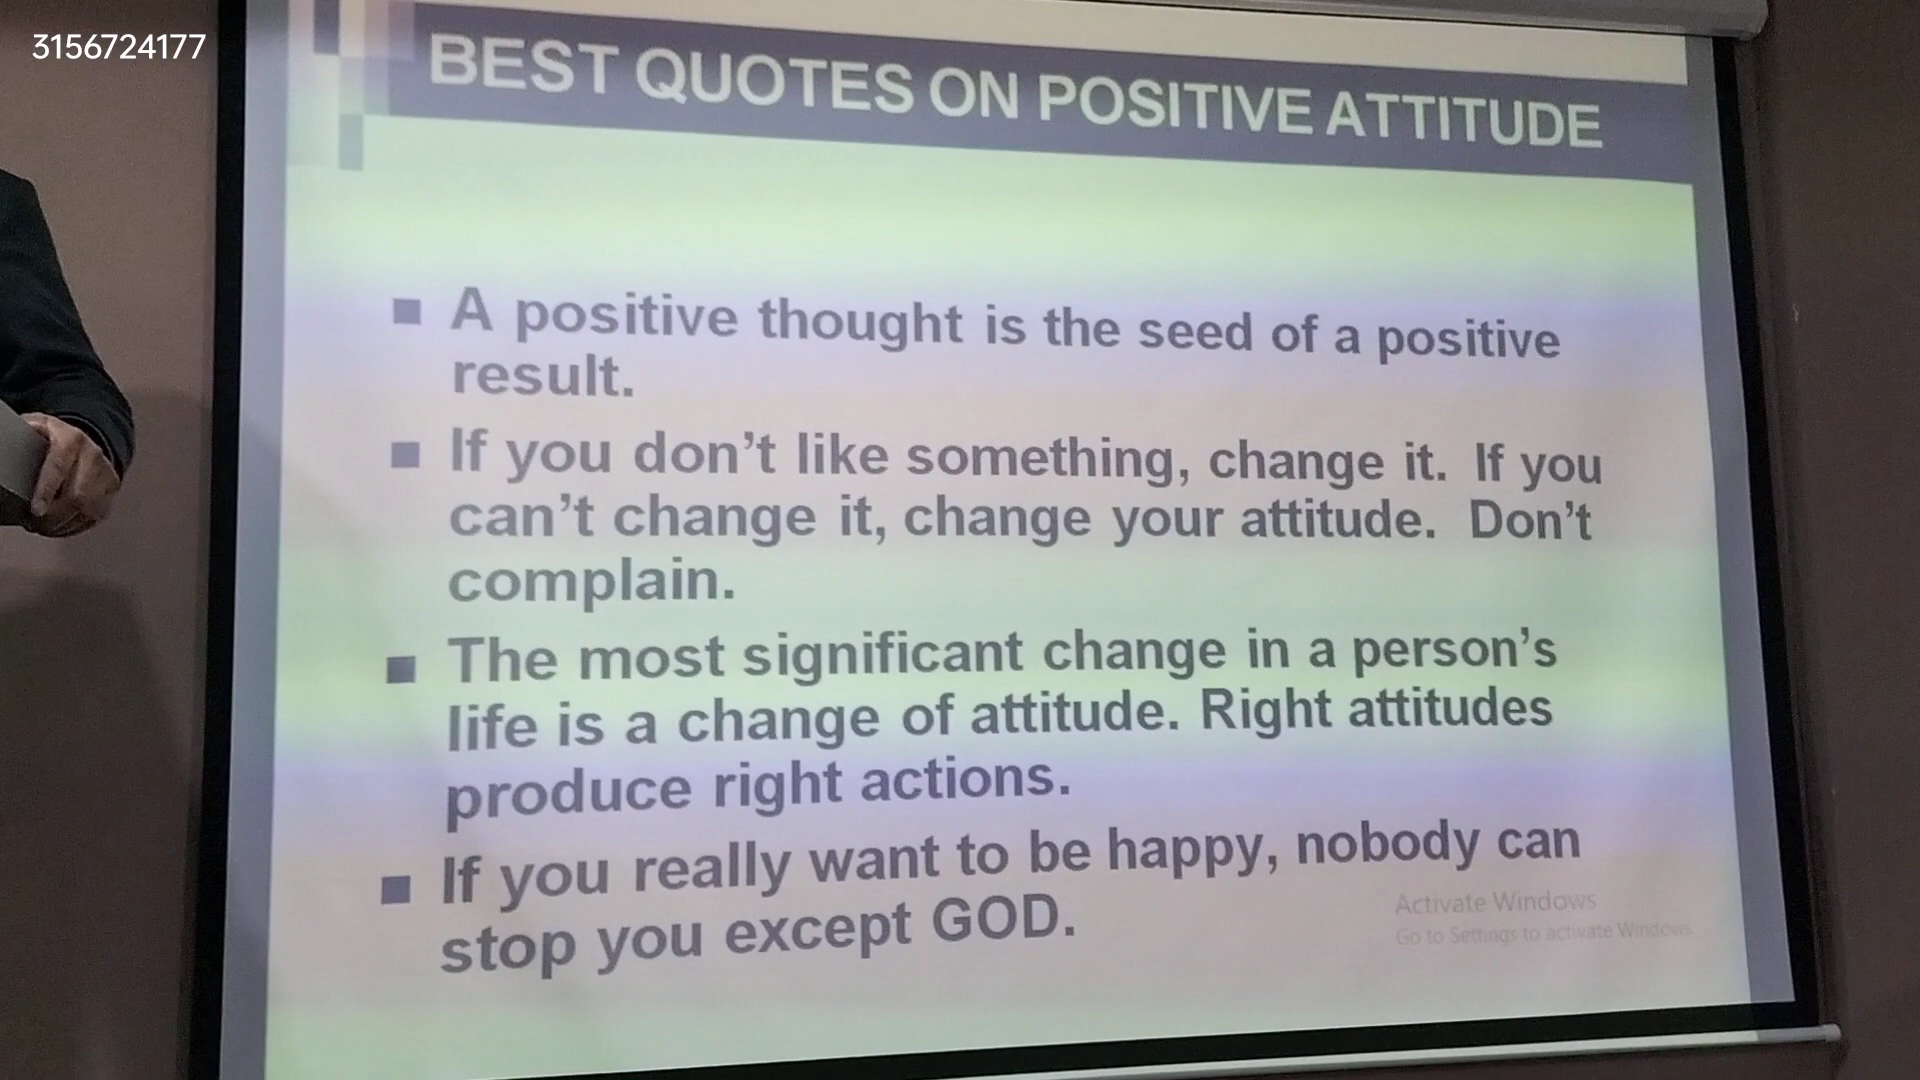 3156724177
BEST QUOTES ON POSITIVE ATTITUDE
■ A positive thought is the seed of a positive
result.
■ If you don’t like something, change it. If you
can’t change it, change your attitude. Don’t
complain.
■ The most significant change in a person’s
life is a change of attitude. Right attitudes
produce right actions.
■ If you really want to be happy, nobody can
stop you except GOD.
Activate Windows
Go to Settings to activate Windows.